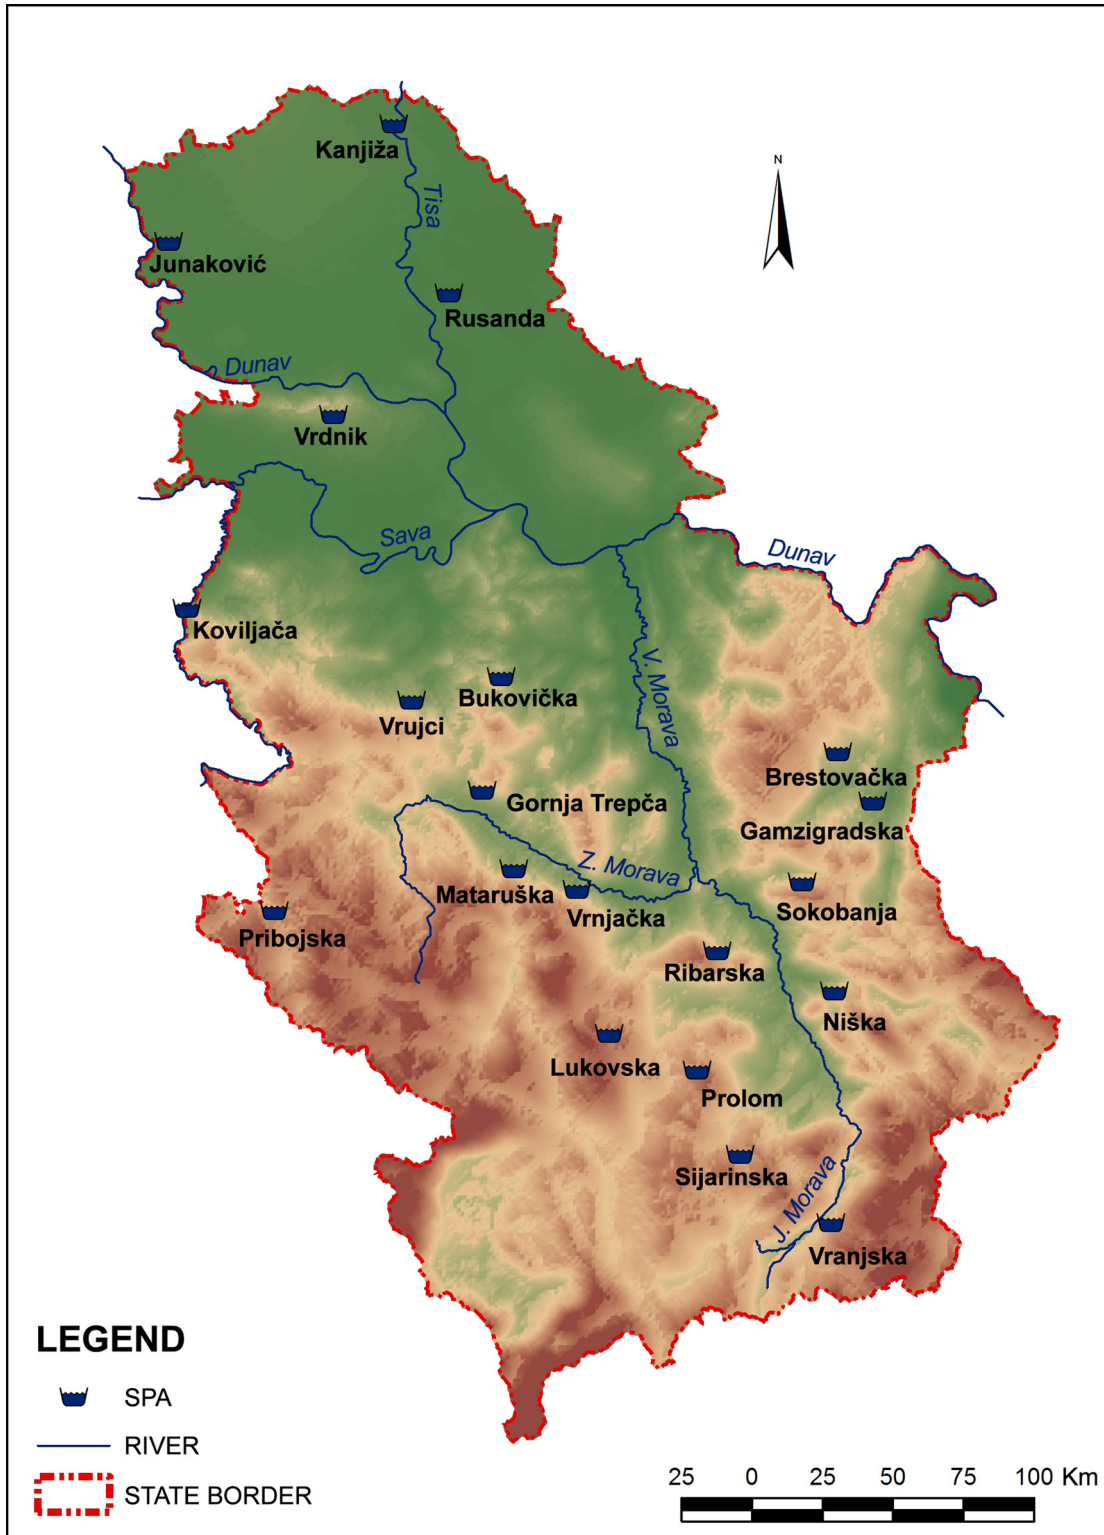 N
Kanjiža
Tisa
Junaković
Rusanda
Dunav
Vrdnik
Sava
Dunav
Koviljača
V. Morava
Bukovička
Vrujci
Brestovačka
Gornja Trepča
Gamzigradska
Z. Morava
Mataruška
Vrnjačka
Sokobanja
Pribojska
Ribarska
Niška
Lukovska
Prolom
Sijarinska
J. Morava
Vranjska
LEGEND
SPA
RIVER
STATE BORDER
25 0 25 50 75 100 Km